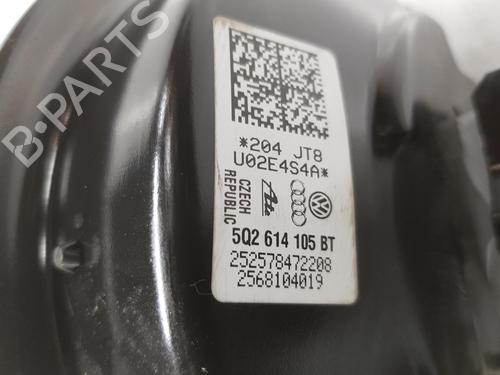 B-PARTS
*204 JT8
U02E4S4A*
CZECH
REPUBLIC
5Q2 614 105 BT
252578472208
2568104019